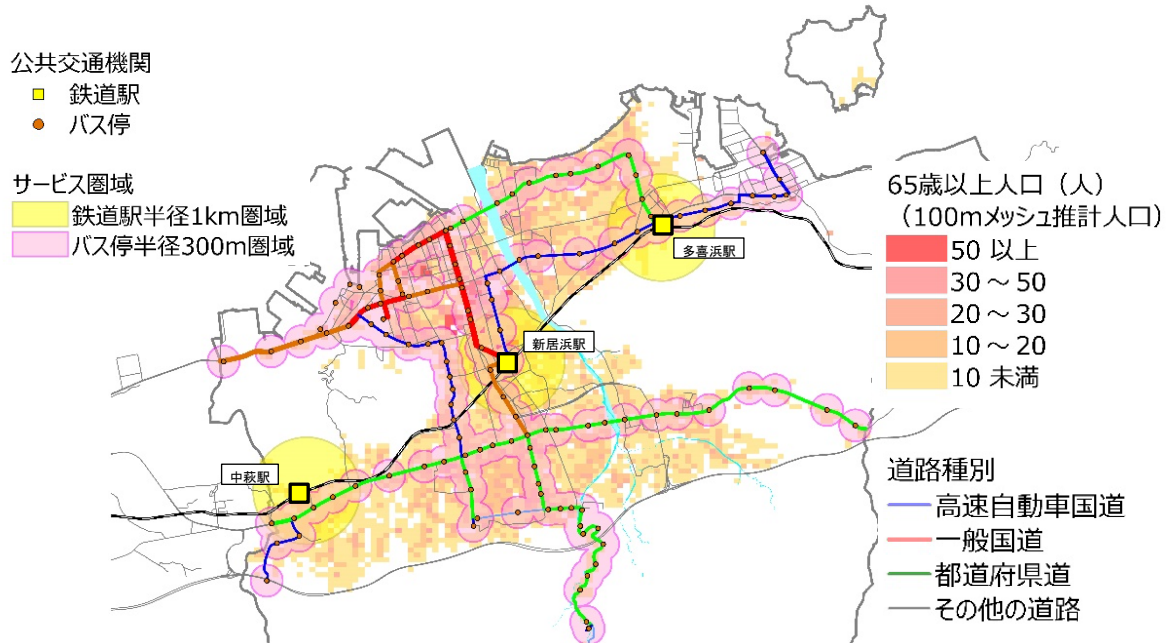 公共交通機関
鉄道駅
バス停
サービス圏域
鉄道駅半径1km圏域
バス停半径300m圏域
多喜浜駅
新居浜駅
中萩駅
65歳以上人口（人）
（100mメッシュ推計人口）
50 以上
30～50
20～30
10～20
10 未満
道路種別
高速自動車国道
一般国道
都道府県道
その他の道路